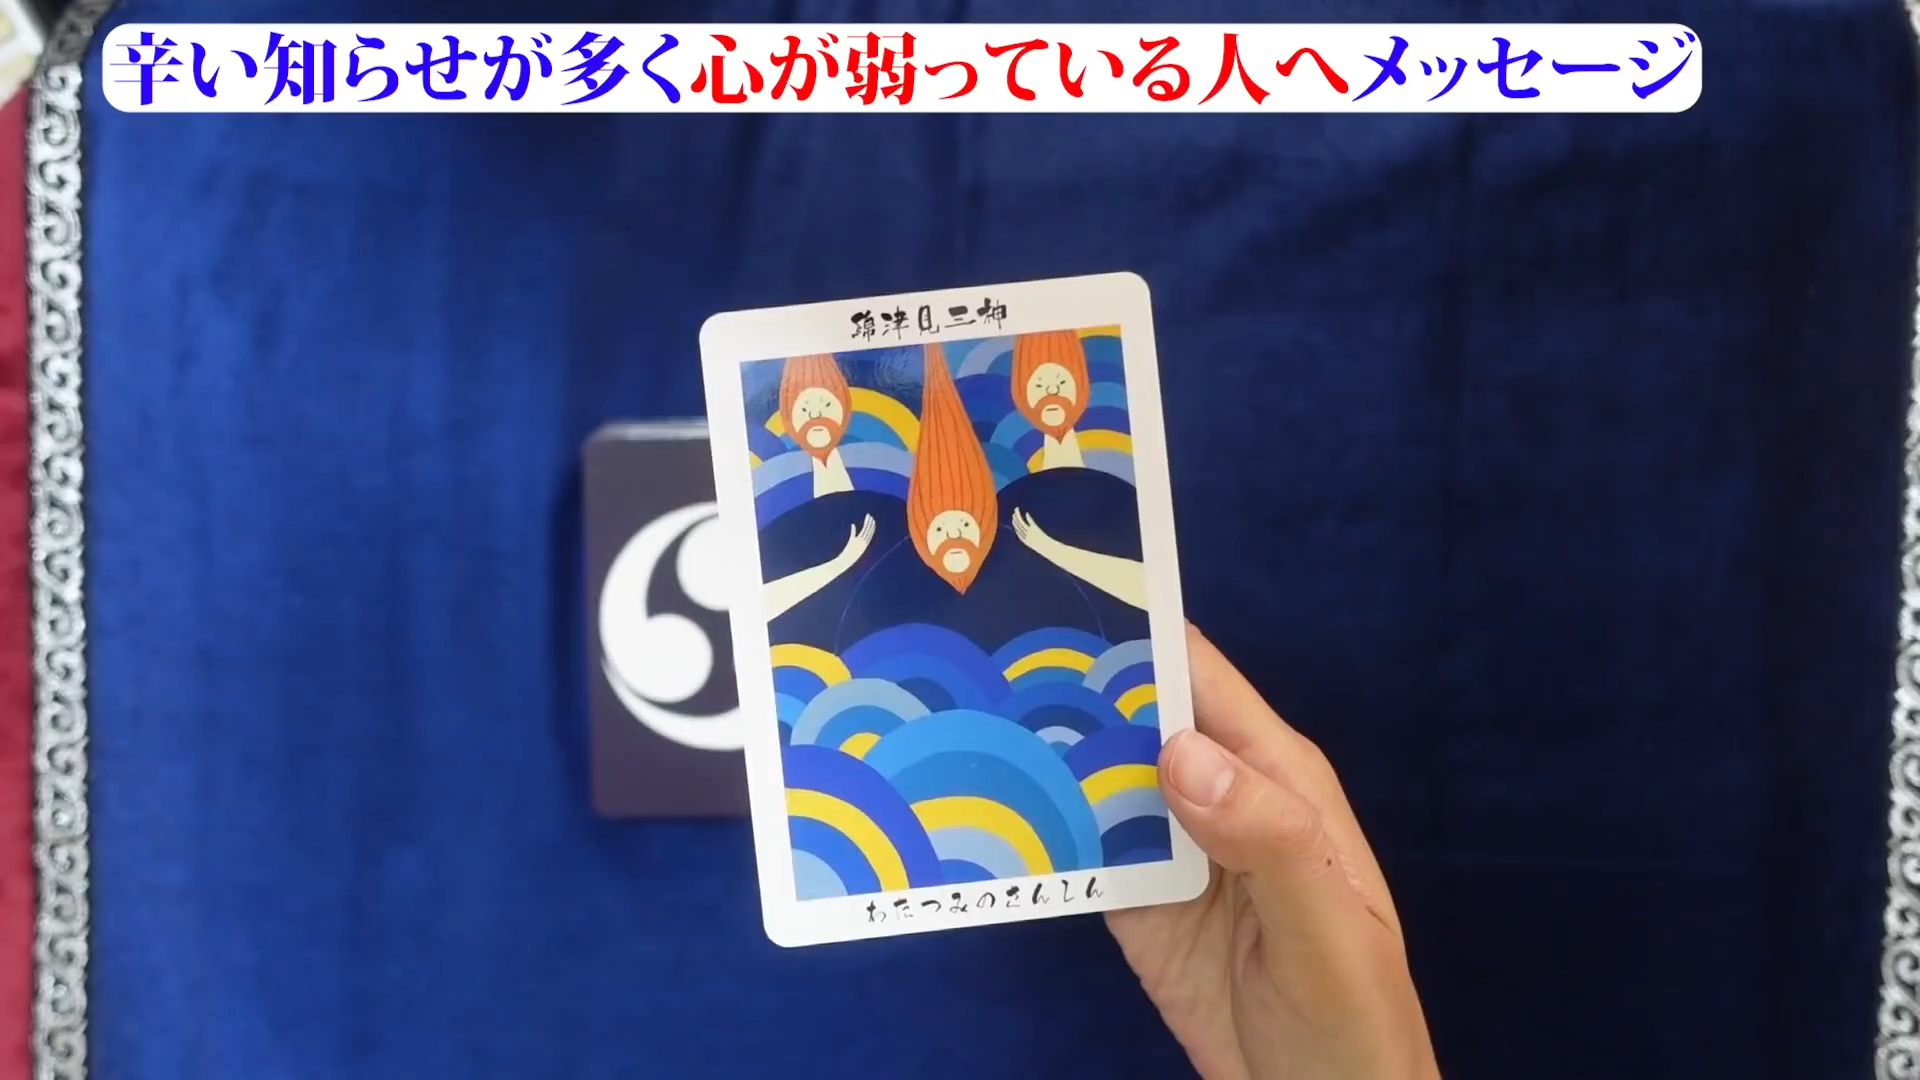 辛い知らせが多く心が弱っている人へメッセージ
綿津見三神
わたつみのさんしん